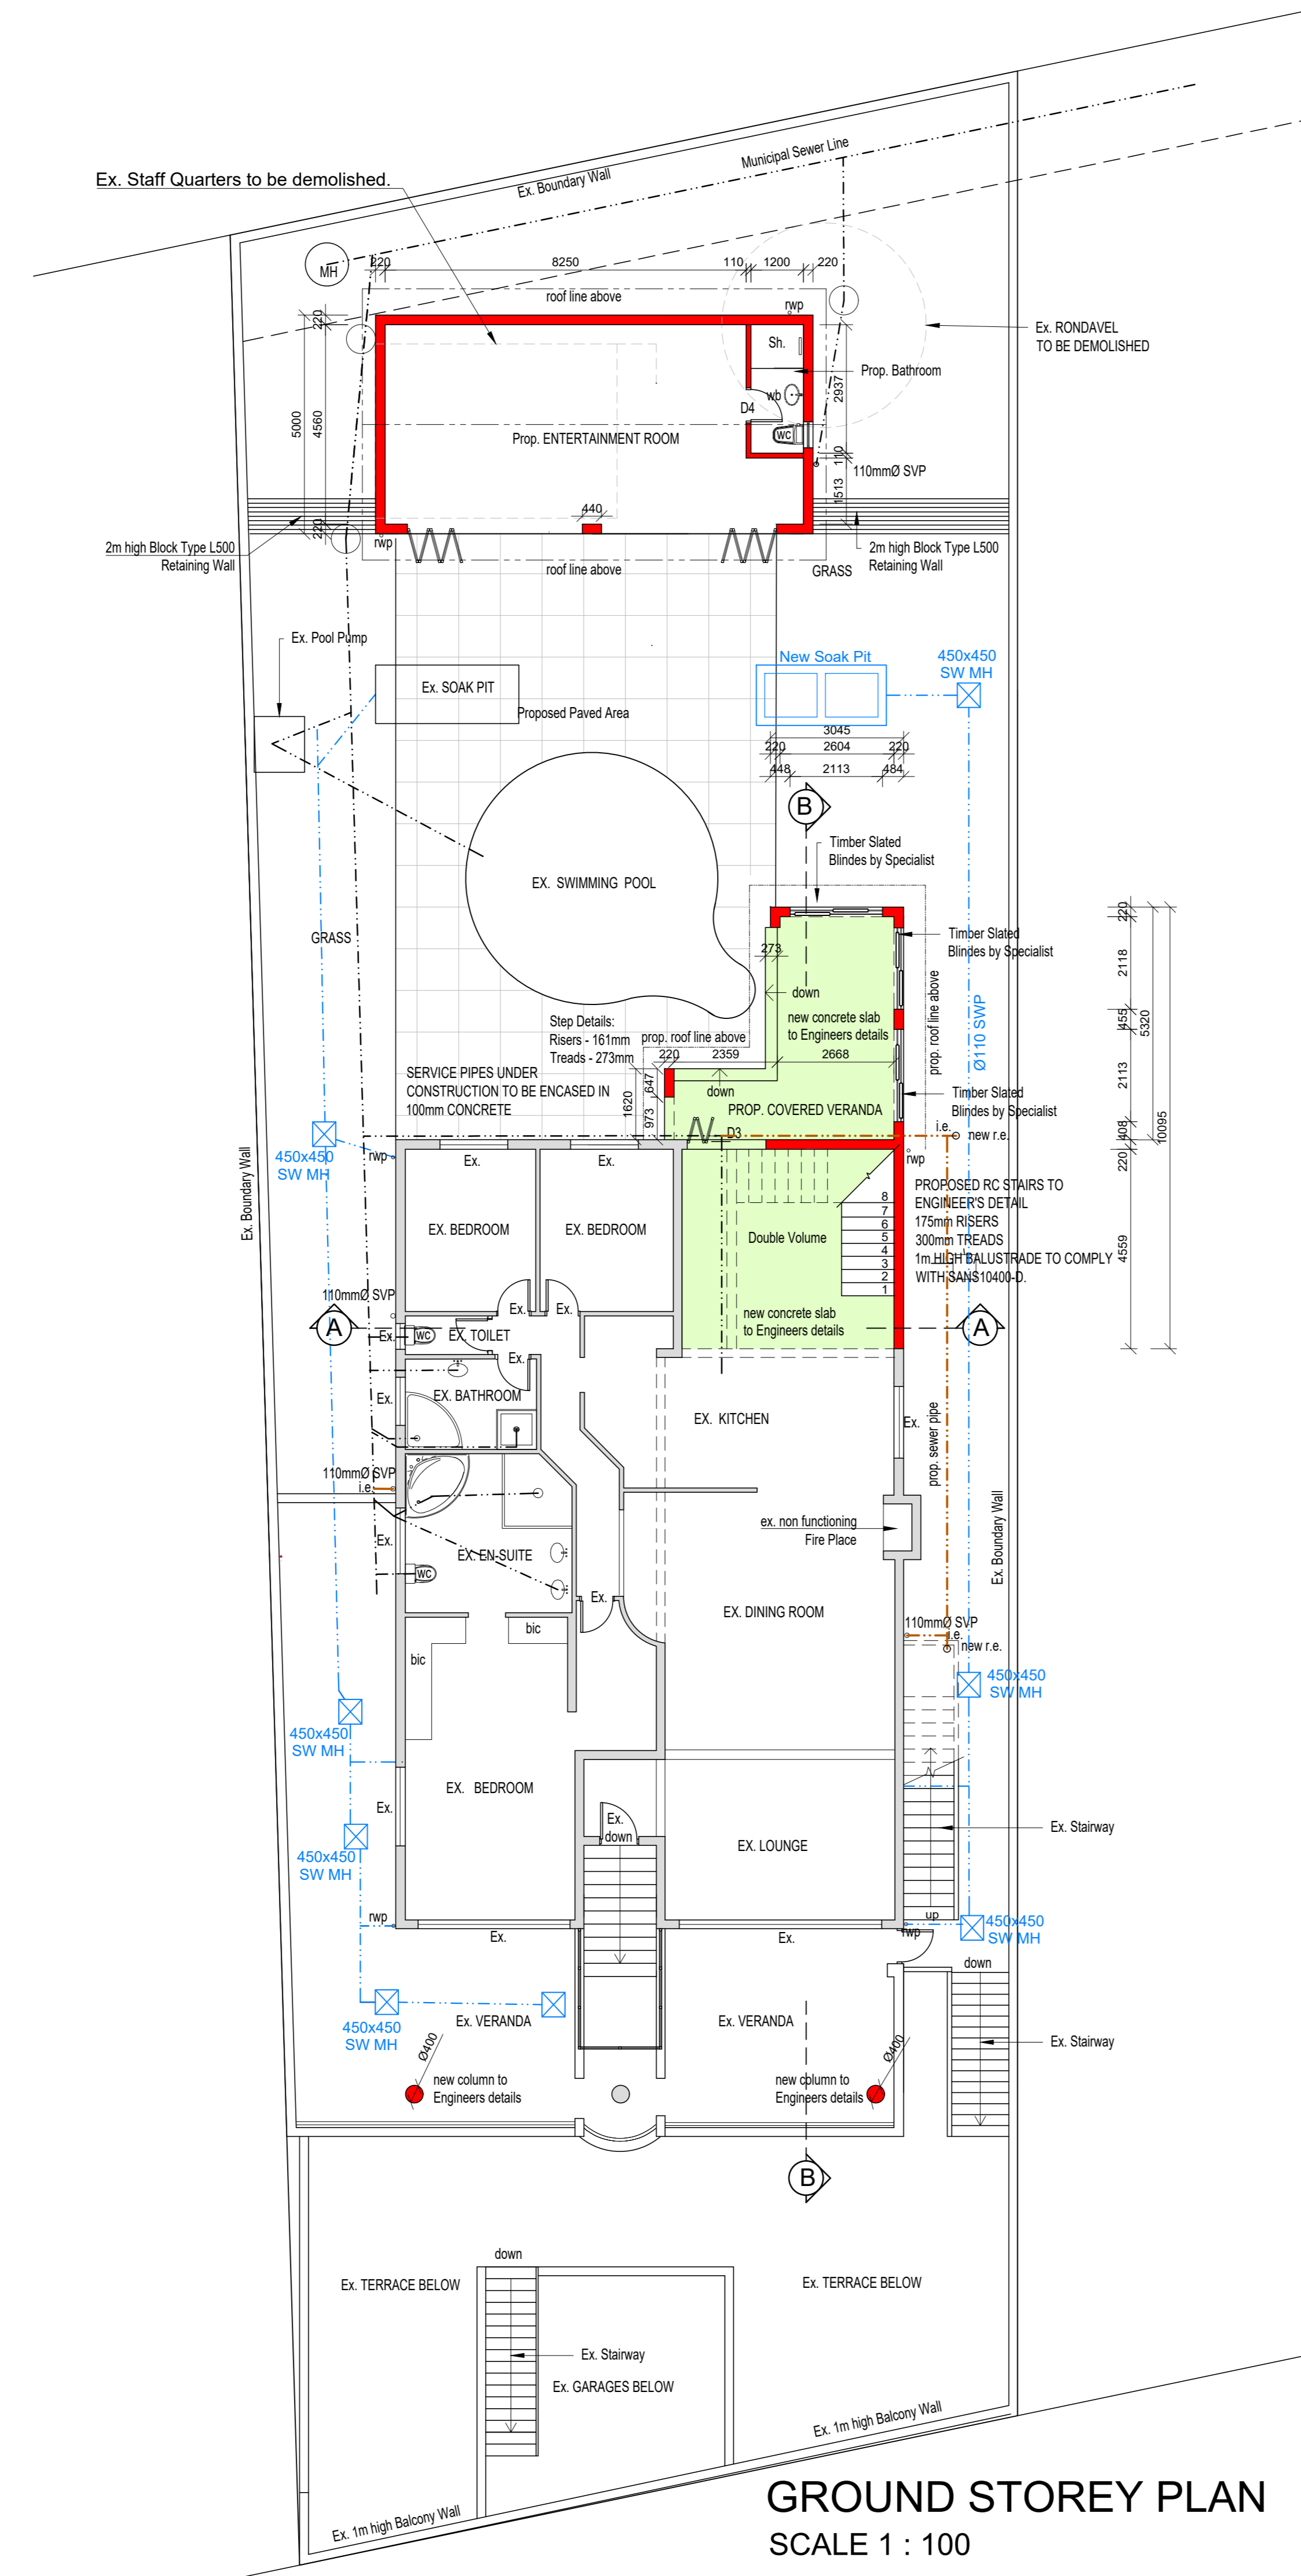 Municipal Sewer Line
Ex. Boundary Wall
Ex. Staff Quarters to be demolished.
MH
220
8250
110
1200
220
roof line above
rwp
Ex. RONDAVEL
TO BE DEMOLISHED
Sh.
Prop. Bathroom
wb
D4
WC
Prop. ENTERTAINMENT ROOM
220
5000
4560
220
2937
110
1513
110mmØ SVP
440
2m high Block Type L500
Retaining Wall
rwp
roof line above
GRASS
2m high Block Type L500
Retaining Wall
Ex. Pool Pump
Ex. SOAK PIT
Proposed Paved Area
New Soak Pit
450x450
SW MH
3045
220
2604
220
448
2113
484
B
Timber Slated
Blindes by Specialist
EX. SWIMMING POOL
GRASS
273
down
new concrete slab
to Engineers details
Timber Slated
Blindes by Specialist
prop. roof line above
Ø110 SWP
220
2118
455
2113
408
220
4559
5320
10095
Step Details:
Risers - 161mm
Treads - 273mm
prop. roof line above
220
2359
2668
SERVICE PIPES UNDER
CONSTRUCTION TO BE ENCASED IN
100mm CONCRETE
1620
647
973
down
PROP. COVERED VERANDA
Timber Slated
Blindes by Specialist
D3
i.e.
new r.e.
450x450
SW MH
Ex. Boundary Wall
rwp
Ex.
Ex.
rwp
PROPOSED RC STAIRS TO
ENGINEER'S DETAIL
175mm RISERS
300mm TREADS
1m HIGH BALUSTRADE TO COMPLY
WITH SANS10400-D.
EX. BEDROOM
EX. BEDROOM
Double Volume
8
7
6
5
4
3
2
1
110mmØ SVP
Ex.
Ex.
new concrete slab
to Engineers details
A
A
Ex.
WC
EX. TOILET
Ex.
Ex.
EX. BATHROOM
EX. KITCHEN
Ex.
prop. sewer pipe
110mmØ SVP
i.e.
Ex. Boundary Wall
ex. non functioning
Fire Place
Ex.
EX. EN-SUITE
WC
Ex.
EX. DINING ROOM
110mmØ SVP
i.e.
new r.e.
bic
bic
450x450
SW MH
450x450
SW MH
EX. BEDROOM
Ex.
Ex.
down
EX. LOUNGE
Ex. Stairway
450x450
SW MH
rwp
up
rwp
450x450
SW MH
Ex.
Ex.
down
450x450
SW MH
Ex. VERANDA
Ex. VERANDA
Ex. Stairway
Ø400
Ø400
new column to
Engineers details
new column to
Engineers details
B
down
Ex. TERRACE BELOW
Ex. TERRACE BELOW
Ex. Stairway
Ex. GARAGES BELOW
Ex. 1m high Balcony Wall
Ex. 1m high Balcony Wall
GROUND STOREY PLAN
SCALE 1 : 100